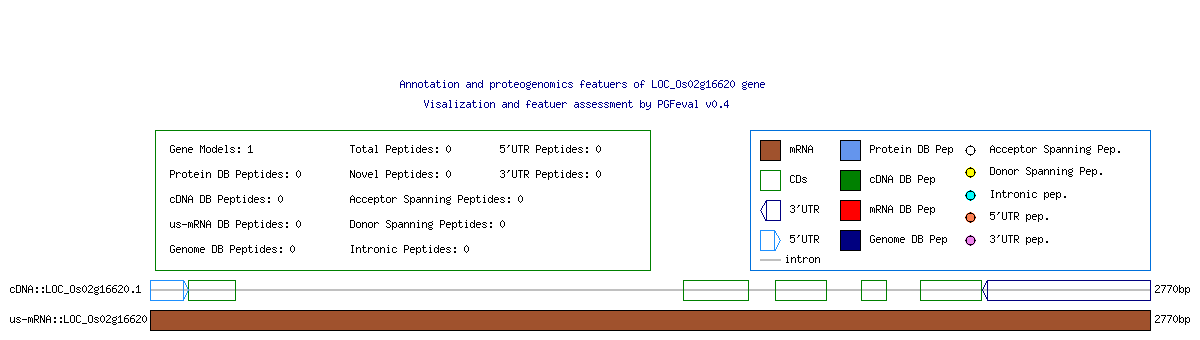 Annotation and proteogenomics featuers of LOC_Os02g16620 gene
Visalization and featuer assessment by PGFeval v0.4
Gene Models: 1 Total Peptides: 0 5'UTR Peptides: 0
Protein DB Peptides: 0 Novel Peptides: 0 3'UTR Peptides: 0
cDNA DB Peptides: 0 Acceptor Spanning Peptides: 0
us-mRNA DB Peptides: 0 Donor Spanning Peptides: 0
Genome DB Peptides: 0 Intronic Peptides: 0
mRNA Protein DB Pep Acceptor Spanning Pep.
CDs cDNA DB Pep Donor Spanning Pep.
3'UTR mRNA DB Pep Intronic pep.
5'UTR Genome DB Pep 5'UTR pep.
intron 3'UTR pep.
cDNA::LOC_Os02g16620.1 2770bp
us-mRNA::LOC_Os02g16620 2770bp